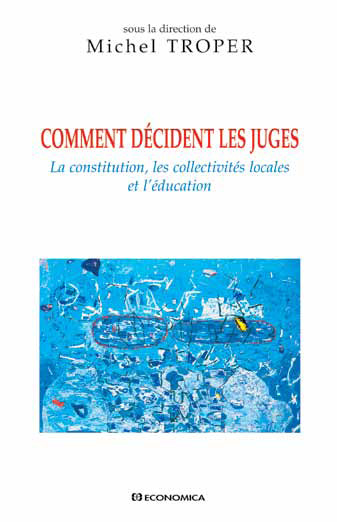 sous la direction de
Michel TROPER
COMMENT DÉCIDENT LES JUGES
La constitution, les collectivités locales
et l'éducation
ECONOMICA